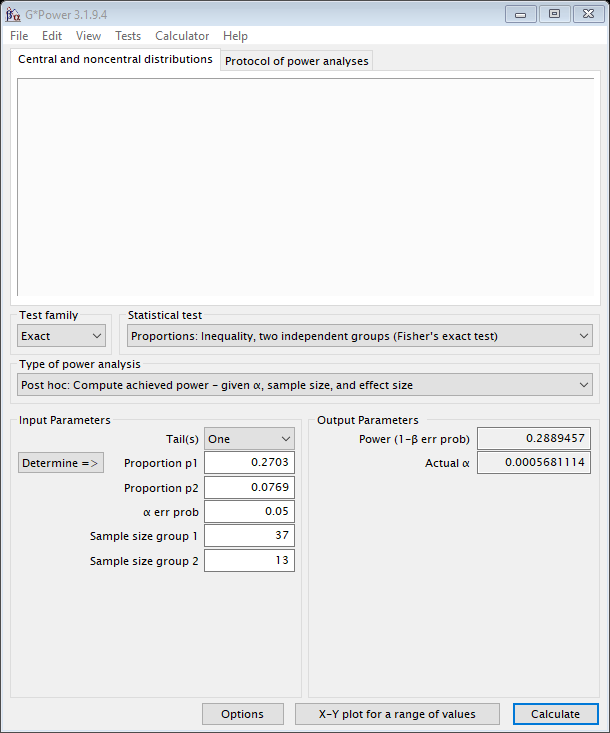 G*Power 3.1.9.4
File Edit View Tests Calculator Help
Central and noncentral distributions Protocol of power analyses
Test family Statistical test
Exact Proportions: Inequality, two independent groups (Fisher's exact test)
Type of power analysis
Post hoc: Compute achieved power – given α, sample size, and effect size
Input Parameters Output Parameters
Tail(s) One Power (1-β err prob) 0.2889457
Determine => Proportion p1 0.2703 Actual α 0.0005681114
Proportion p2 0.0769
α err prob 0.05
Sample size group 1 37
Sample size group 2 13
Options X-Y plot for a range of values Calculate